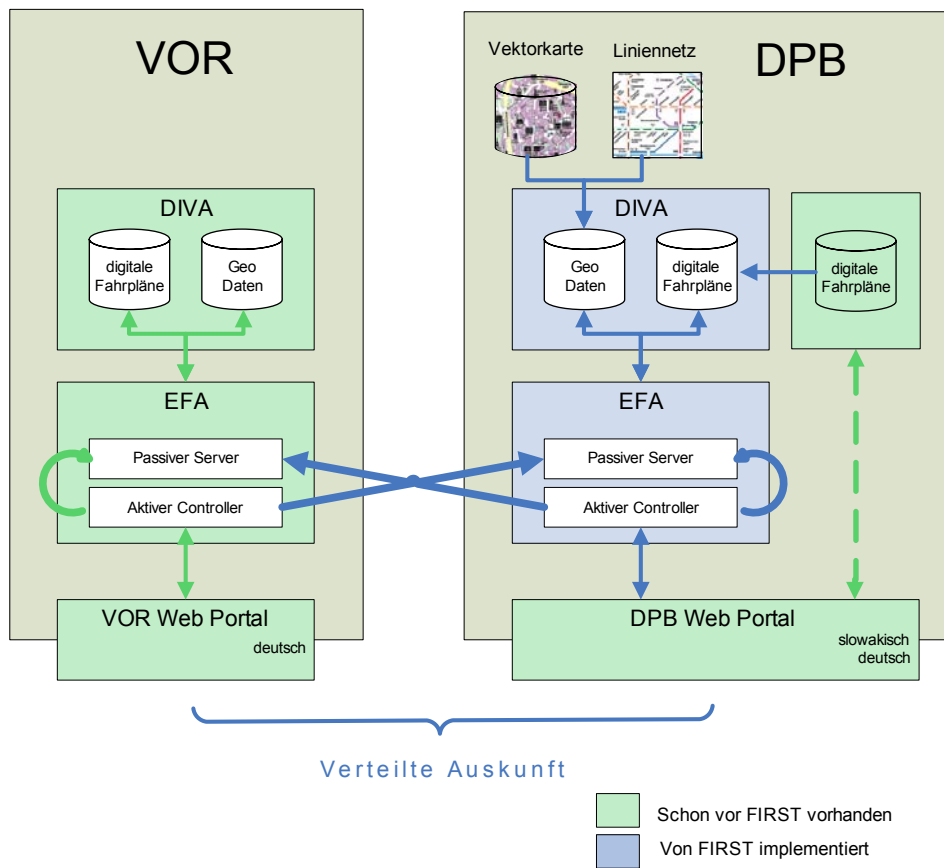 VOR
DIVA
digitale
Fahrpläne
Geo
Daten
EFA
Passiver Server
Aktiver Controller
VOR Web Portal
deutsch
DPB
Vektorkarte
Liniennetz
DIVA
Geo
Daten
digitale
Fahrpläne
digitale
Fahrpläne
EFA
Passiver Server
Aktiver Controller
DPB Web Portal
slowakisch
deutsch
Verteilte Auskunft
Schon vor FIRST vorhanden
Von FIRST implementiert